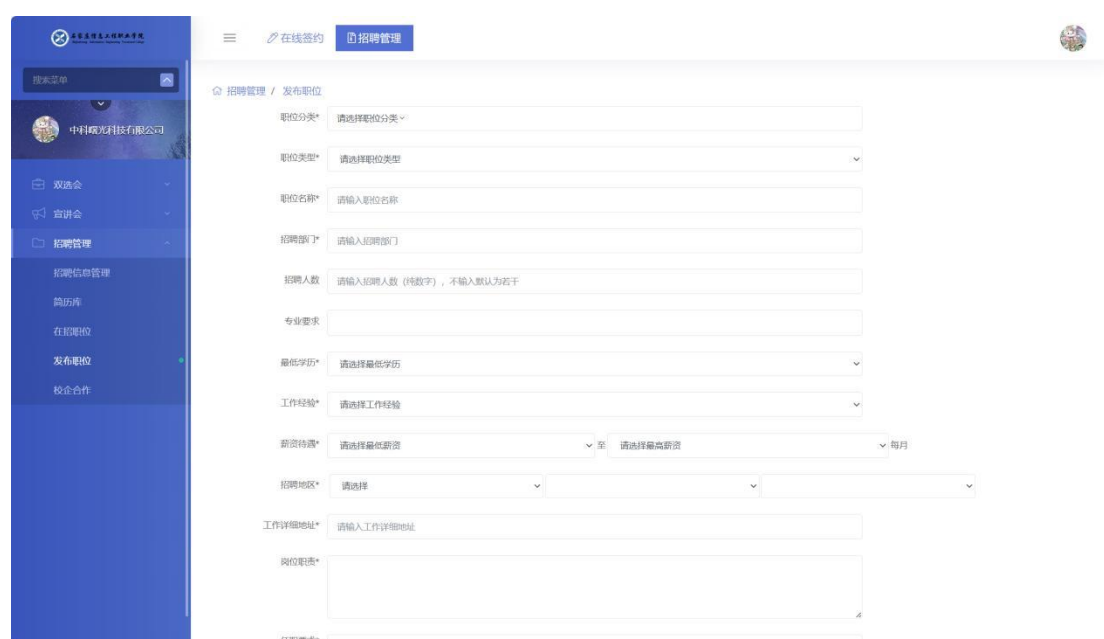 在线签约
招聘管理
搜索菜单
招聘管理 / 发布职位
中科曙光科技有限公司
双选会
宣讲会
招聘管理
招聘信息管理
简历库
在招职位
发布职位
校企合作
职位分类* 请选择职位分类
职位类型* 请选择职位类型
职位名称* 请输入职位名称
招聘部门* 请输入招聘部门
招聘人数 请输入招聘人数（纯数字），不输入默认为若干
专业要求
最低学历* 请选择最低学历
工作经验* 请选择工作经验
薪资待遇* 请选择最低薪资 至 请选择最高薪资 每月
招聘地区* 请选择
工作详细地址* 请输入工作详细地址
岗位职责*